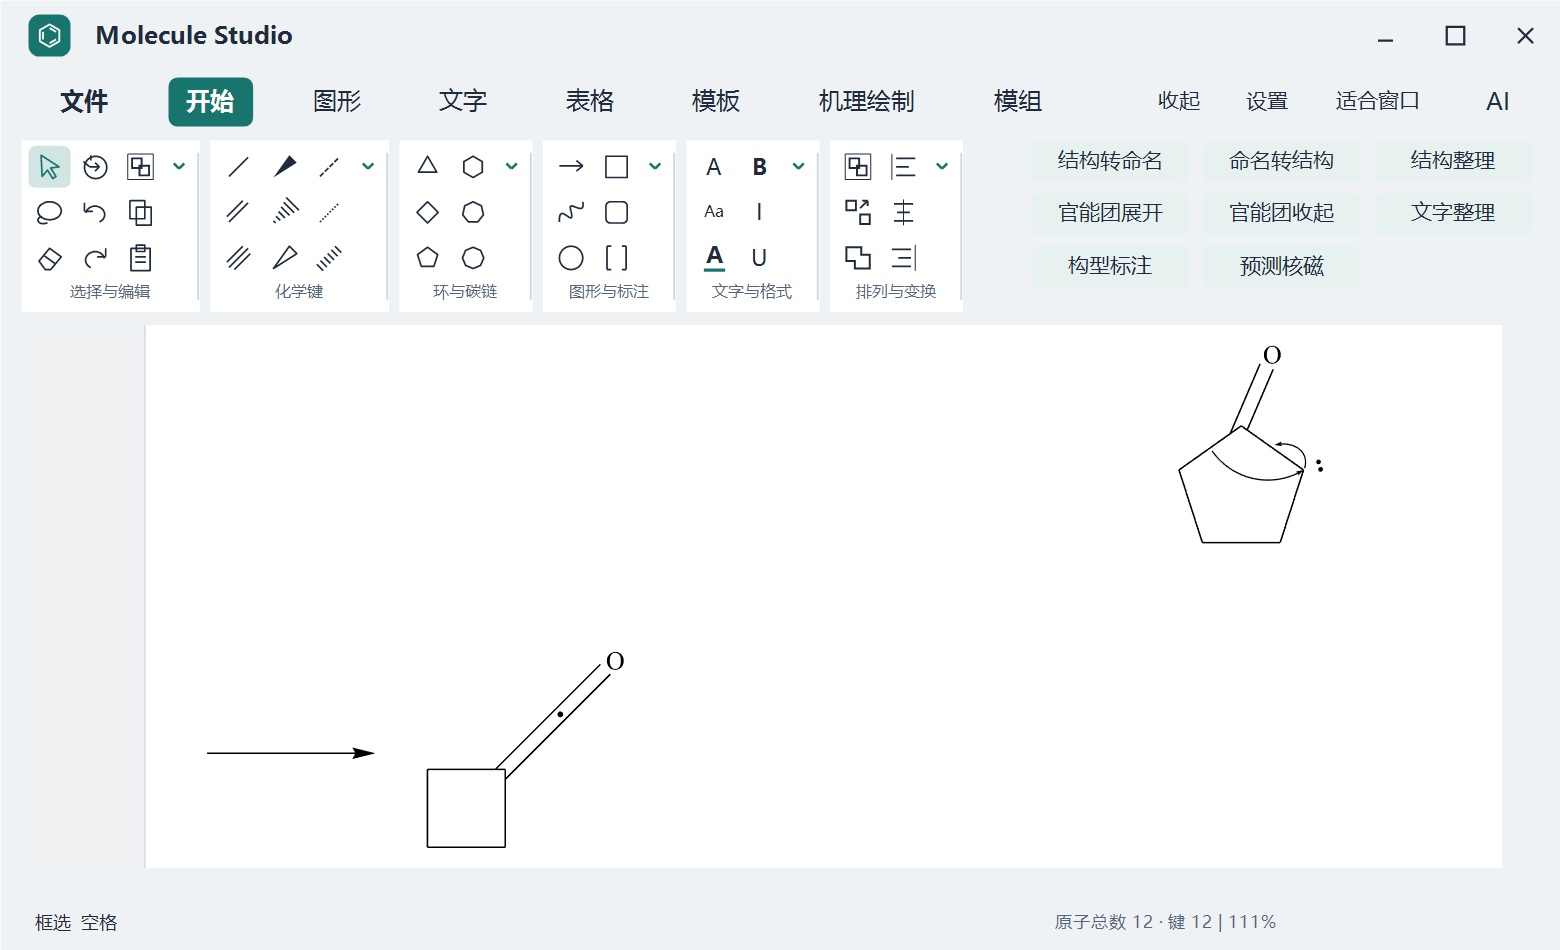 Molecule Studio
文件 开始 图形 文字 表格 模板 机理绘制 模组 收起 设置 适合窗口 AI
A B
Aa I
A U
选择与编辑 化学键 环与碳链 图形与标注 文字与格式 排列与变换
结构转命名 命名转结构 结构整理
官能团展开 官能团收起 文字整理
构型标注 预测核磁
O
O
框选 空格 原子总数 12 · 键 12 | 111%